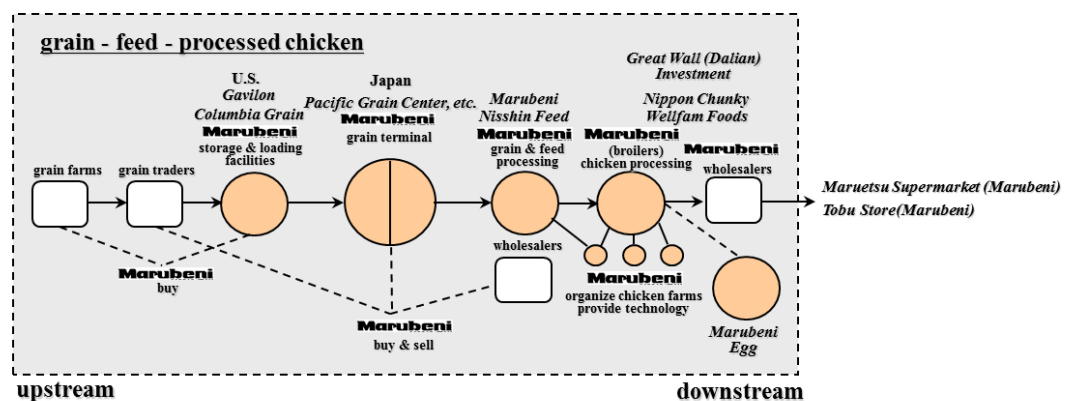 grain - feed - processed chicken
U.S.
Gavilon
Columbia Grain
Marubeni
storage & loading
facilities
Japan
Pacific Grain Center, etc.
Marubeni
grain terminal
Marubeni
Nisshin Feed
Marubeni
grain & feed
processing
Great Wall (Dalian)
Investment
Nippon Chunky
Wellfam Foods
Marubeni
(broilers)
chicken processing
Marubeni
wholesalers
grain farms
grain traders
Maruetsu Supermarket (Marubeni)
Tobu Store(Marubeni)
wholesalers
Marubeni
buy
Marubeni
buy & sell
Marubeni
organize chicken farms
provide technology
Marubeni
Egg
upstream
downstream